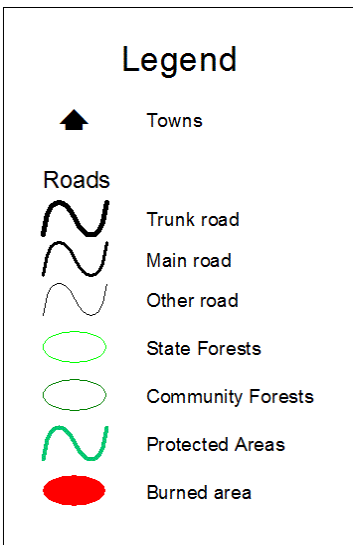 Legend
Towns
Roads
Trunk road
Main road
Other road
State Forests
Community Forests
Protected Areas
Burned area